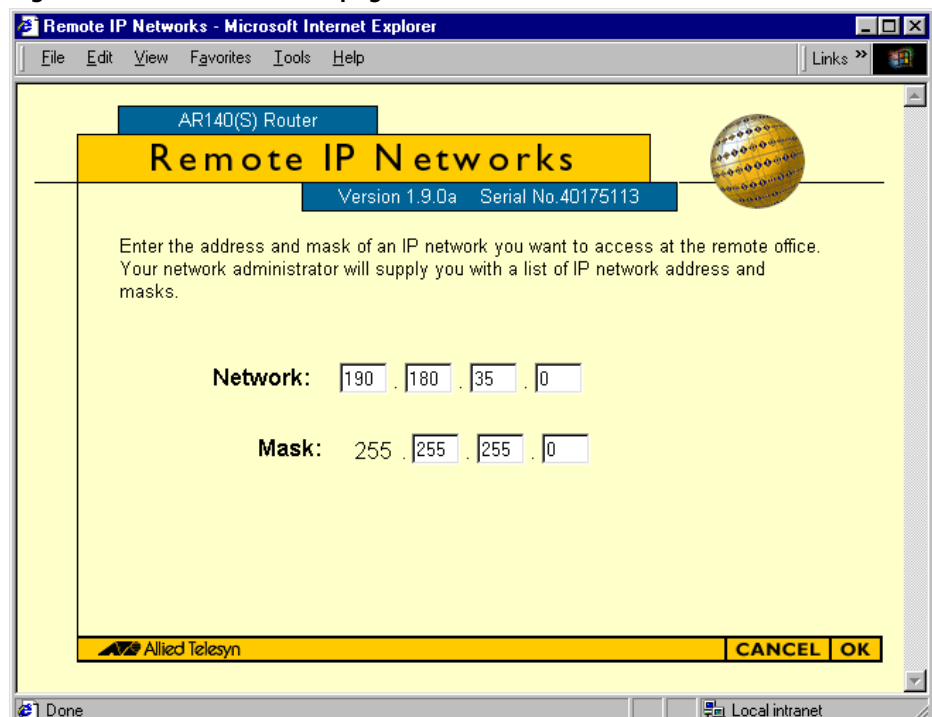 Remote IP Networks - Microsoft Internet Explorer
File Edit View Favorites Tools Help Links »
AR140(S) Router
Remote IP Networks
Version 1.9.0a Serial No.40175113
Enter the address and mask of an IP network you want to access at the remote office.
Your network administrator will supply you with a list of IP network address and
masks.
Network: 190 . 180 . 35 . 0
Mask: 255 . 255 . 255 . 0
Allied Telesyn CANCEL OK
Done Local intranet